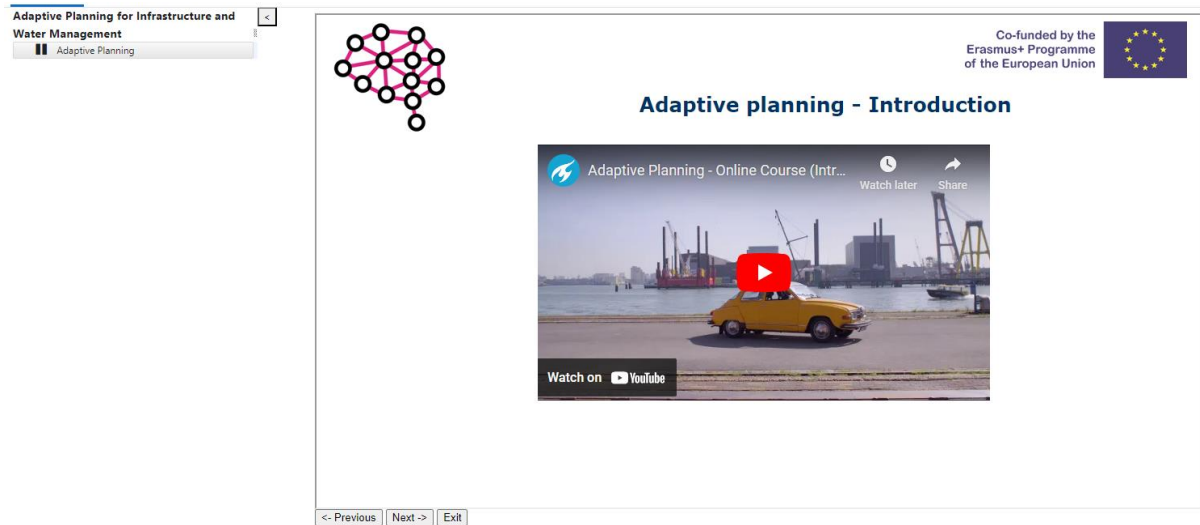 Adaptive Planning for Infrastructure and
Water Management
<
Adaptive Planning
Co-funded by the
Erasmus+ Programme
of the European Union
Adaptive planning - Introduction
Adaptive Planning - Online Course (Intr...
Watch later
Share
Watch on YouTube
<- Previous
Next ->
Exit